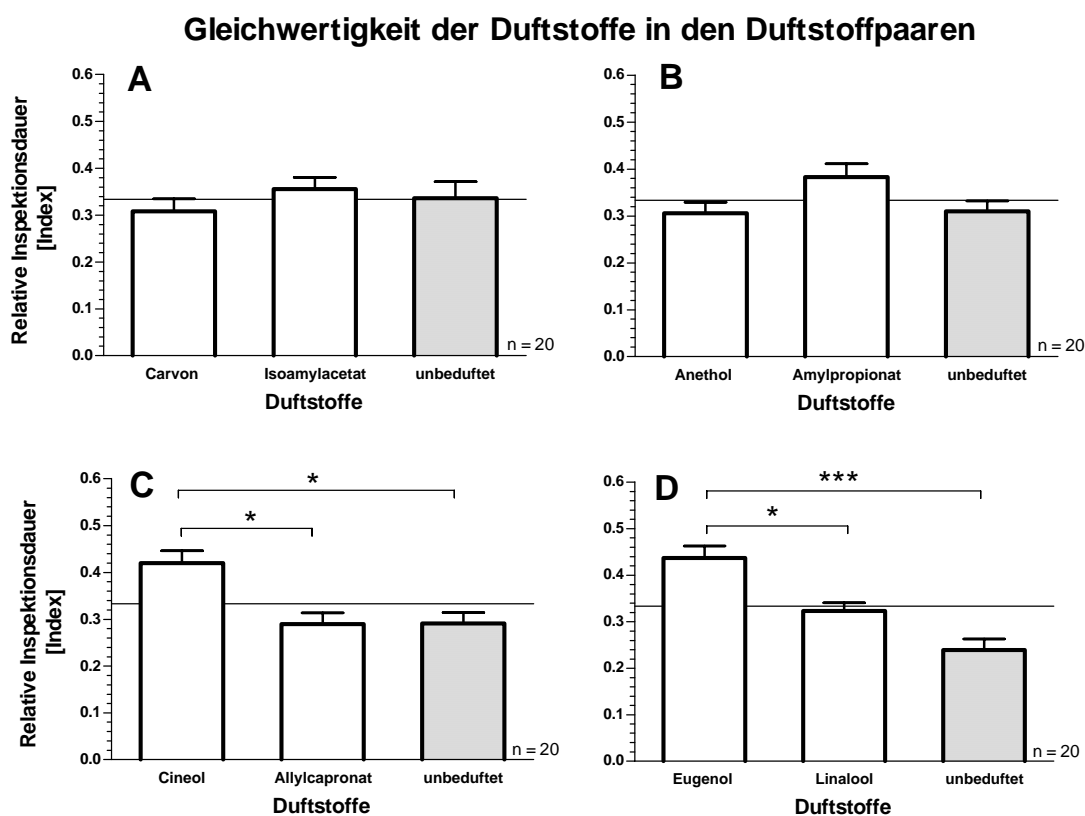 Gleichwertigkeit der Duftstoffe in den Duftstoffpaaren
A
Relative Inspektionsdauer
[Index]
0.6
0.5
0.4
0.3
0.2
0.1
0.0
n = 20
Carvon Isoamylacetat unbeduftet
Duftstoffe
B
0.6
0.5
0.4
0.3
0.2
0.1
0.0
n = 20
Anethol Amylpropionat unbeduftet
Duftstoffe
C
Relative Inspektionsdauer
[Index]
0.6
0.5
0.4
0.3
0.2
0.1
0.0
*
*
n = 20
Cineol Allylcapronat unbeduftet
Duftstoffe
D
0.6
0.5
0.4
0.3
0.2
0.1
0.0
***
*
n = 20
Eugenol Linalool unbeduftet
Duftstoffe